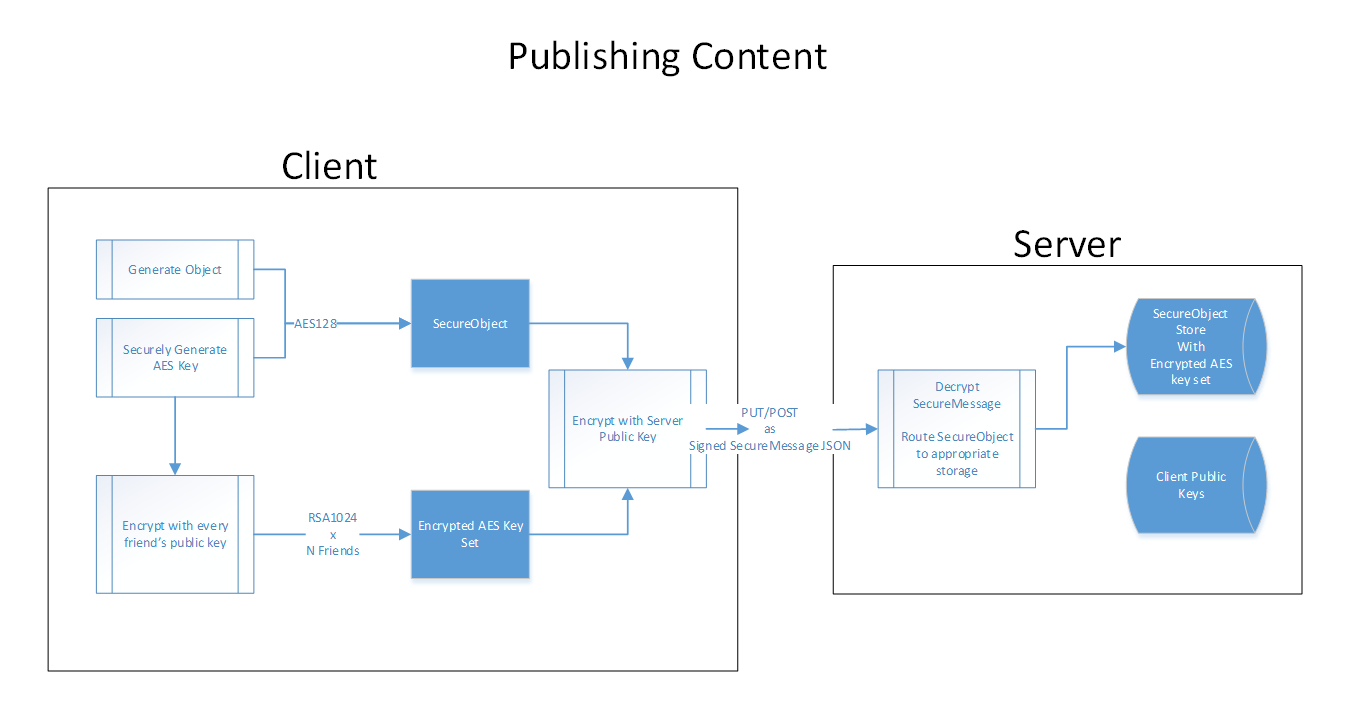 Publishing Content
Client
Server
Generate Object
Securely Generate
AES Key
AES128
SecureObject
Encrypt with Server
Public Key
PUT/POST
as
Signed SecureMessageJSON
Decrypt
SecureMessage
Route SecureObject
to appropriate
storage
SecureObject
Store
With
Encrypted AES
key set
Client Public
Keys
Encrypt with every
friend's public key
RSA1024
x
N Friends
Encrypted AES Key
Set